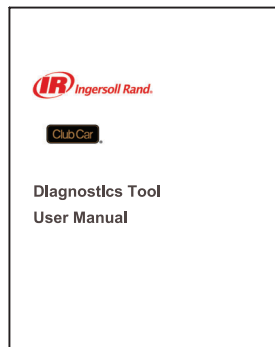 IR Ingersoll Rand.
Club Car
Diagnostics Tool
User Manual